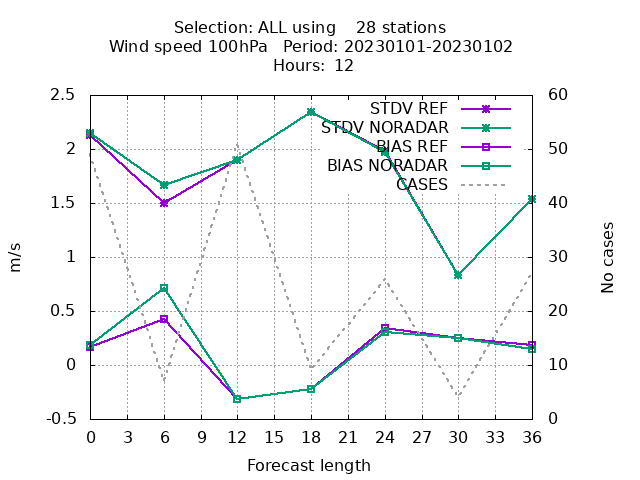 Selection: ALL using    28 stations
Wind speed 100hPa   Period: 20230101-20230102
Hours:  12
2.5
2
1.5
1
0.5
0
-0.5
m/s
STDV REF
STDV NORADAR
BIAS REF
BIAS NORADAR
CASES
60
50
40
30
20
10
0
No cases
0 3 6 9 12 15 18 21 24 27 30 33 36
Forecast length